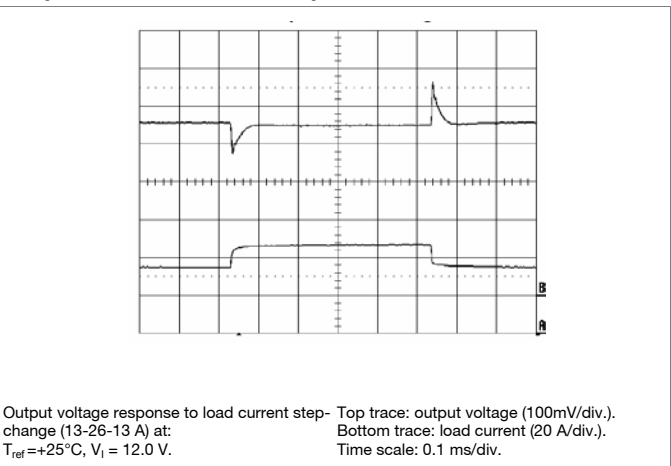 Output voltage response to load current step-
change (13-26-13 A) at:
Tref =+25°C, VI = 12.0 V.
Top trace: output voltage (100mV/div.).
Bottom trace: load current (20 A/div.).
Time scale: 0.1 ms/div.